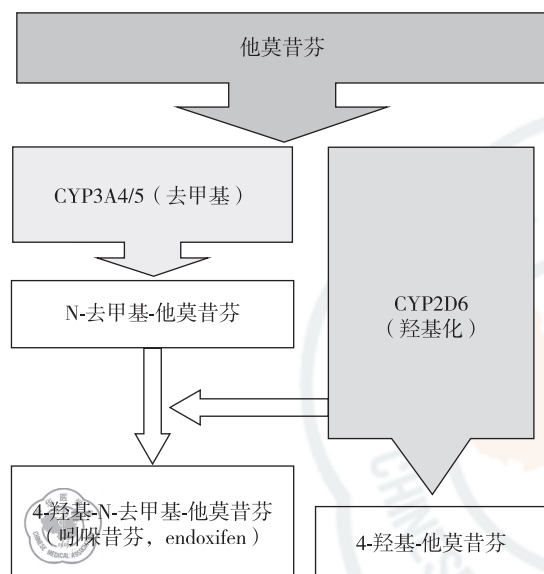 他莫昔芬
CYP3A4/5（去甲基）
N-去甲基-他莫昔芬
CYP2D6
（羟基化）
4-羟基-N-去甲基-他莫昔芬
（吲哚昔芬，endoxifen）
4-羟基-他莫昔芬